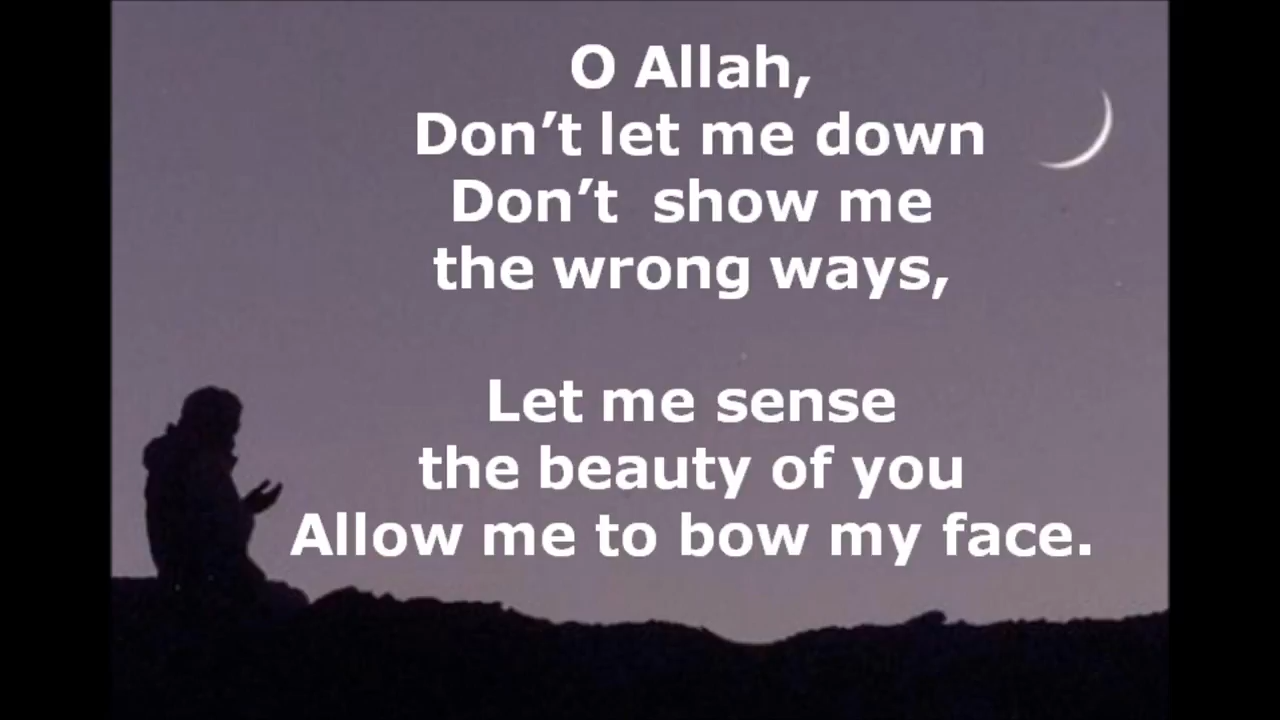 O Allah,
Don’t let me down
Don’t show me
the wrong ways,
Let me sense
the beauty of you
Allow me to bow my face.